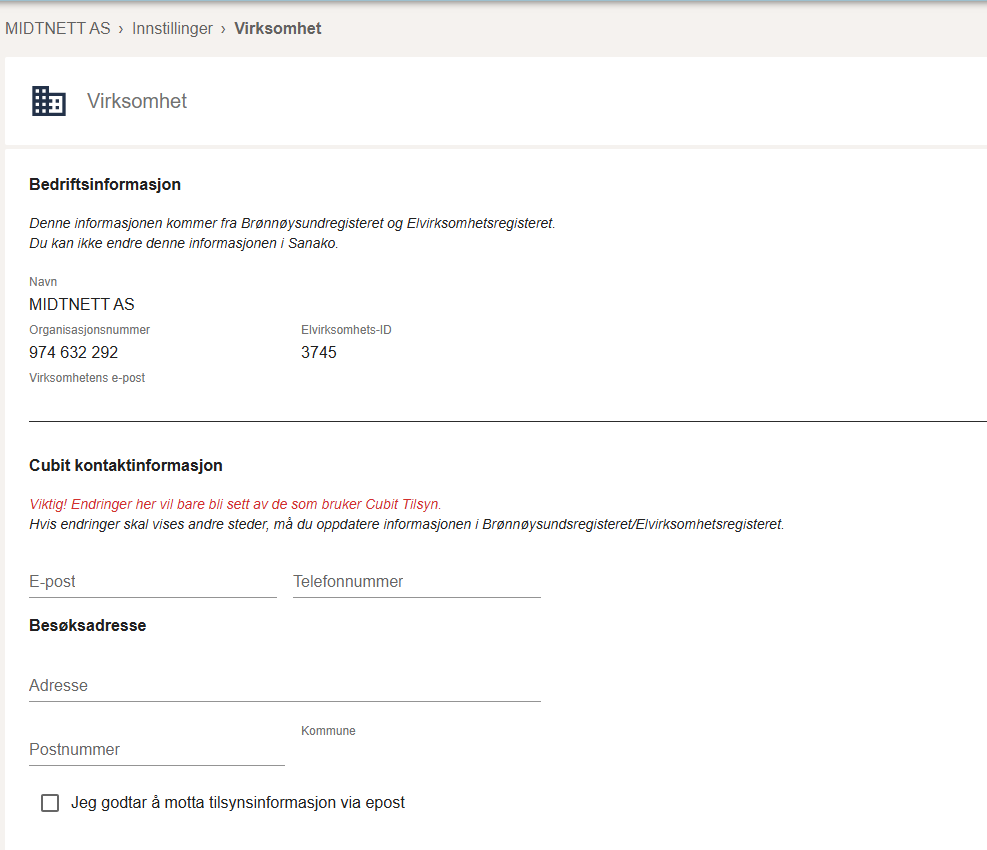 MIDTNETT AS › Innstillinger › Virksomhet
Virksomhet
Bedriftsinformasjon
Denne informasjonen kommer fra Brønnøysundregisteret og Elvirksomhetsregisteret.
Du kan ikke endre denne informasjonen i Sanako.
Navn
MIDTNETT AS
Organisasjonsnummer Elvirksomhets-ID
974 632 292 3745
Virksomhetens e-post
Cubit kontaktinformasjon
Viktig! Endringer her vil bare bli sett av de som bruker Cubit Tilsyn.
Hvis endringer skal vises andre steder, må du oppdatere informasjonen i Brønnøysundsregisteret/Elvirksomhetsregisteret.
E-post Telefonnummer
Besøksadresse
Adresse
Kommune
Postnummer
Jeg godtar å motta tilsynsinformasjon via epost